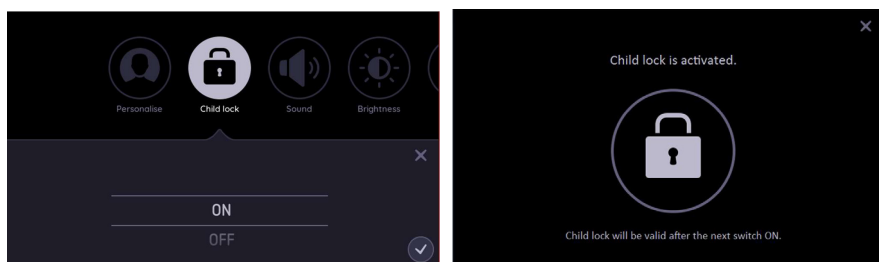 Personalise
Child lock
Sound
Brightness
ON
OFF
Child lock is activated.
Child lock will be valid after the next switch ON.